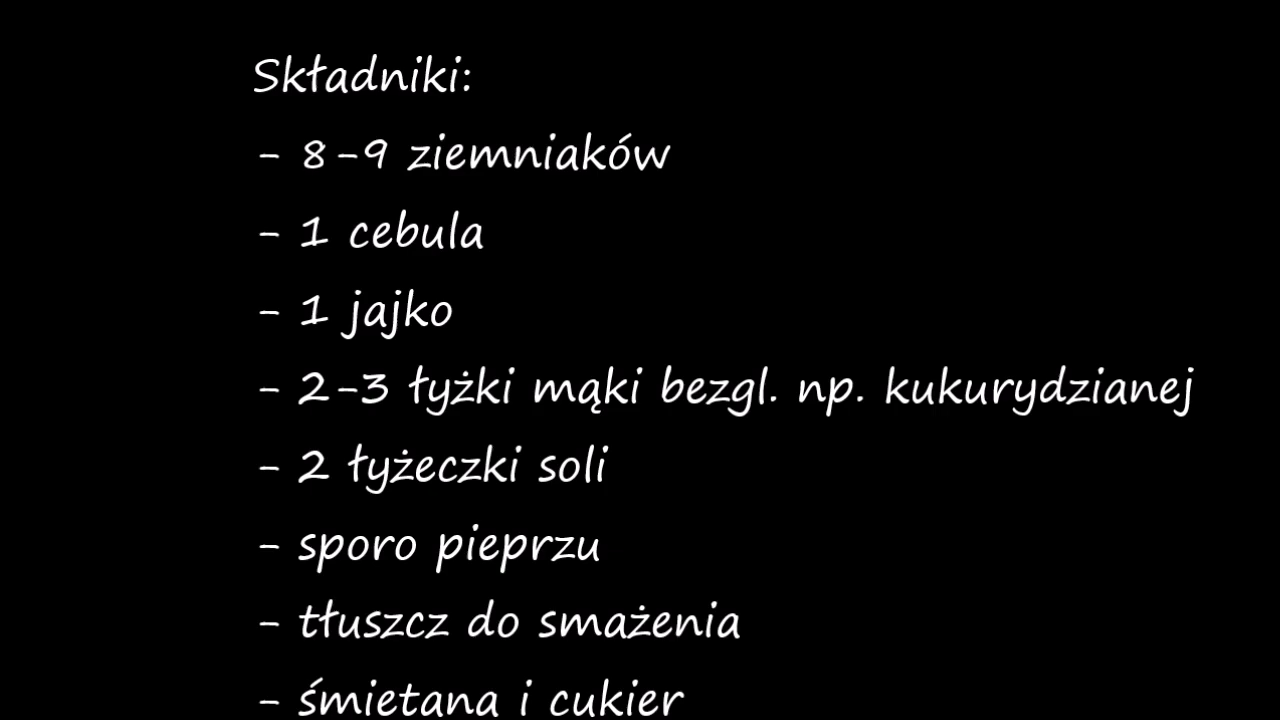 Składniki:
- 8-9 ziemniaków
- 1 cebula
- 1 jajko
- 2-3 łyżki mąki bezgl. np. kukurydzianej
- 2 łyżeczki soli
- sporo pieprzu
- tłuszcz do smażenia
- śmietana i cukier